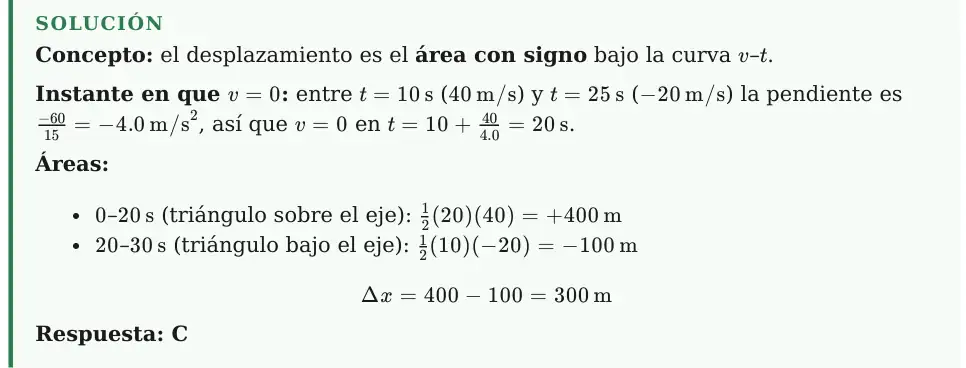 SOLUCIÓN
Concepto: el desplazamiento es el área con signo bajo la curva v–t.
Instante en que v = 0: entre t = 10 s (40 m/s) y t = 25 s (−20 m/s) la pendiente es
−60/15 = −4.0 m/s², así que v = 0 en t = 10 + 40/4.0 = 20 s.
Áreas:
• 0–20 s (triángulo sobre el eje): 1/2(20)(40) = +400 m
• 20–30 s (triángulo bajo el eje): 1/2(10)(−20) = −100 m
Δx = 400 − 100 = 300 m
Respuesta: C